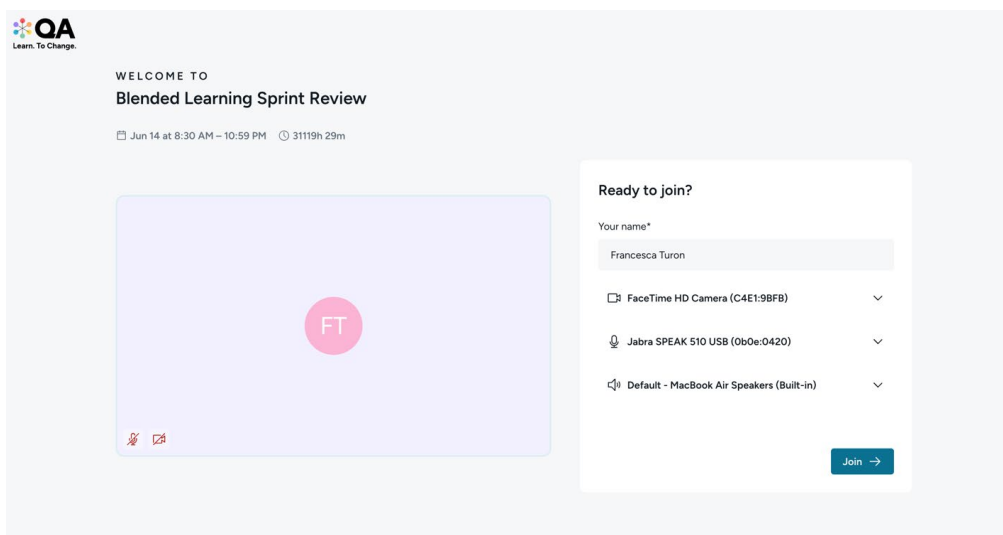 QA
Learn. To Change.
WELCOME TO
Blended Learning Sprint Review
Jun 14 at 8:30 AM – 10:59 PM 31119h 29m
FT
Ready to join?
Your name*
Francesca Turon
FaceTime HD Camera (C4E1:9BFB)
Jabra SPEAK 510 USB (0b0e:0420)
Default - MacBook Air Speakers (Built-in)
Join